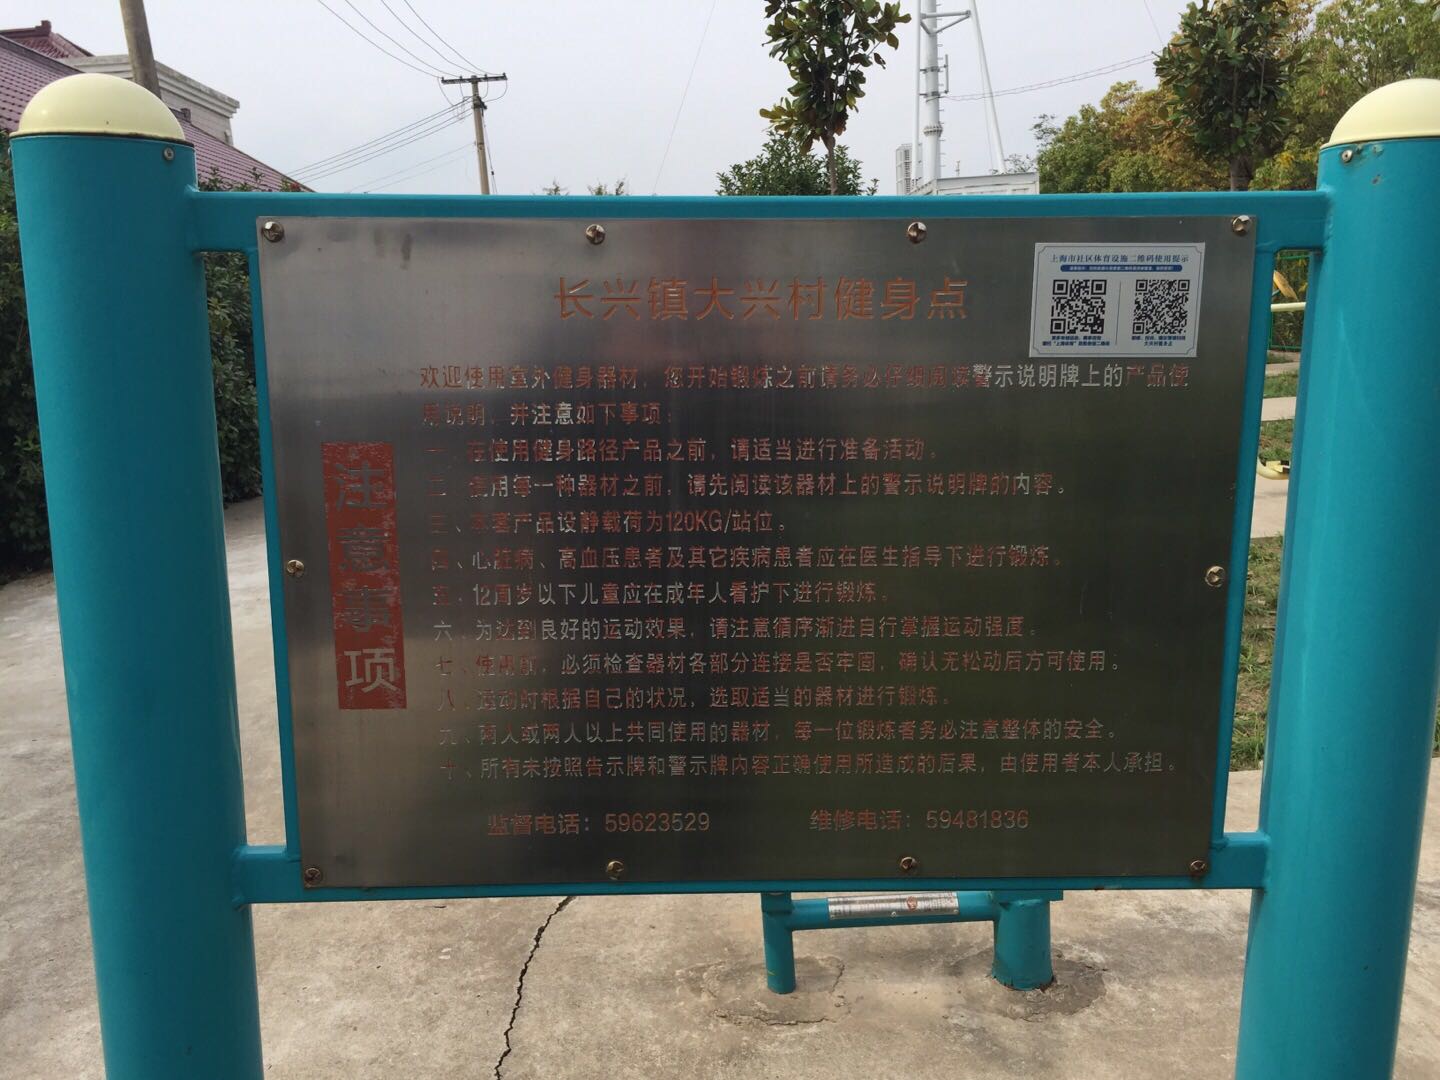 长兴镇大兴村健身点
上海市社区体育设施二维码使用提示
大兴村健身点
欢迎使用室外健身器材，您开始锻炼之前请务必仔细阅读警示说明牌上的产品使
用说明，并注意如下事项：
注意事项
一、在使用健身路径产品之前，请适当进行准备活动。
二、使用每一种器材之前，请先阅读该器材上的警示说明牌的内容。
三、本室产品设静载荷为120KG/站位。
四、心脏病、高血压患者及其它疾病患者应在医生指导下进行锻炼。
五、12周岁以下儿童应在成年人看护下进行锻炼。
六、为达到良好的运动效果，请注意循序渐进自行掌握运动强度。
七、使用前，必须检查器材各部分连接是否牢固，确认无松动后方可使用。
八、运动时根据自己的状况，选取适当的器材进行锻炼。
九、两人或两人以上共同使用的器材，每一位锻炼者务必注意整体的安全。
十、所有未按照告示牌和警示牌内容正确使用所造成的后果，由使用者本人承担。
监督电话：59623529
维修电话：59481836